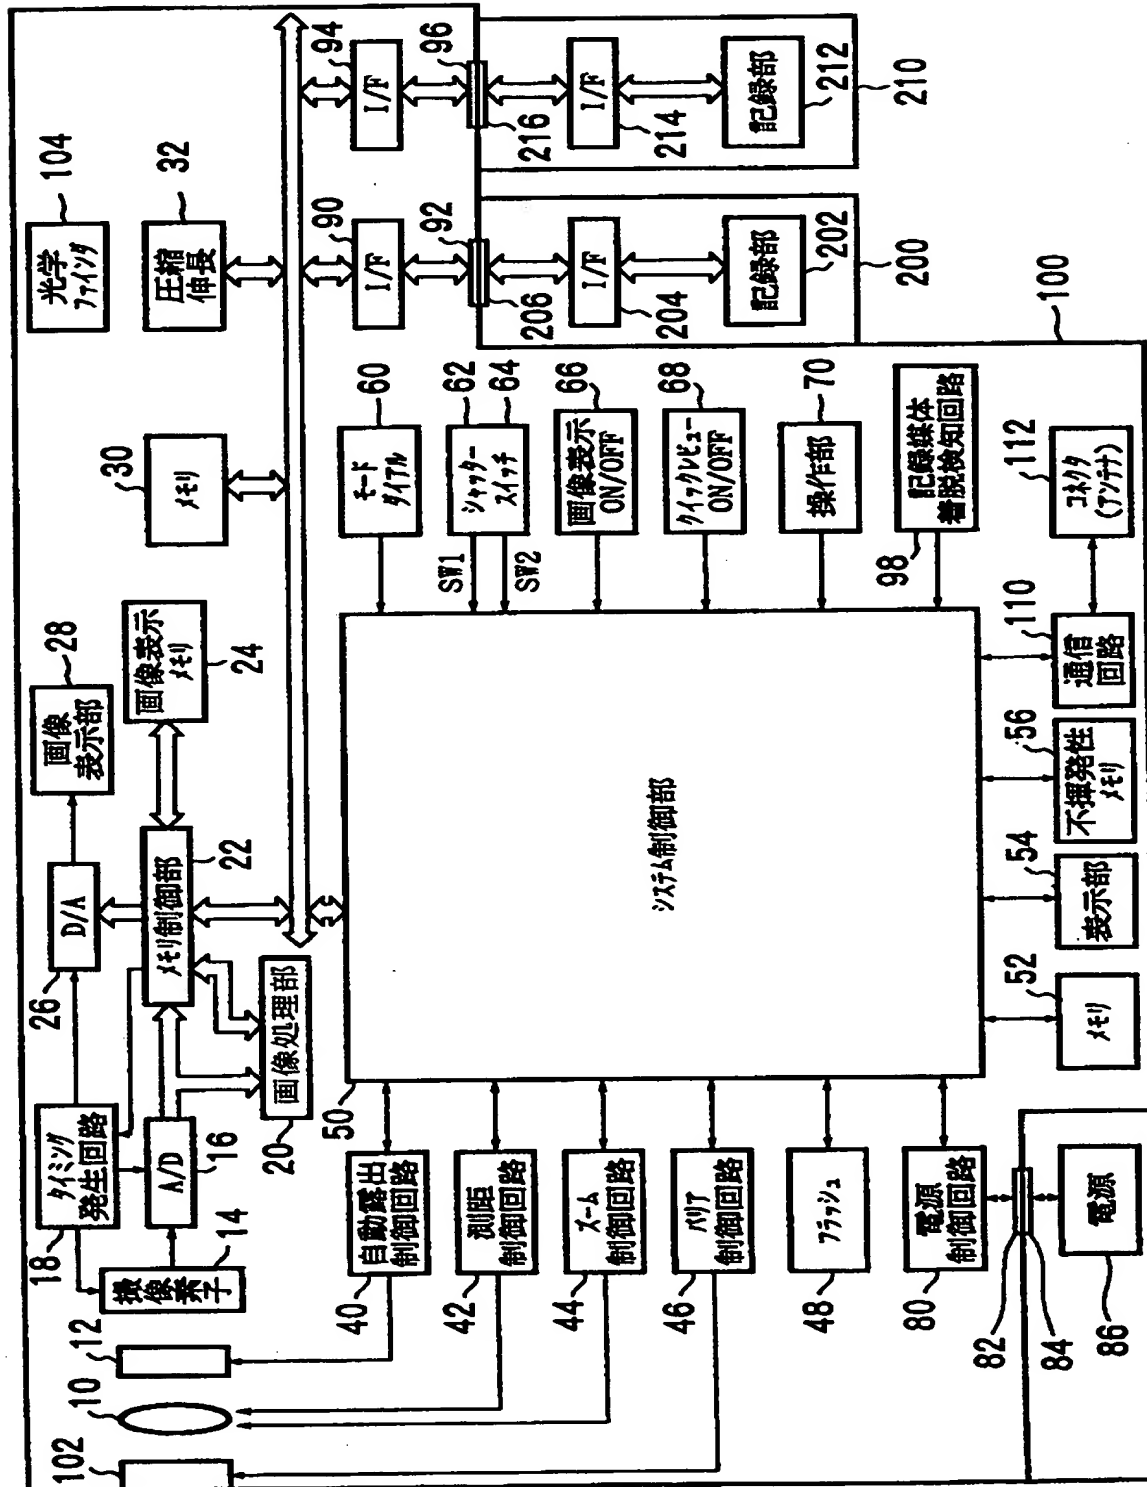 102
10
12
18
タイミング
発生回路
撮像素子
14
A/D
16
26
D/A
画像
表示部
28
メモリ制御部
22
画像表示
メモリ
24
20
画像処理部
30
メモリ
圧縮
伸長
32
光学
ファインダ
104
40
自動露出
制御回路
42
測距
制御回路
44
ズーム
制御回路
46
バリア
制御回路
48
フラッシュ
80
電源
制御回路
82
84
86
電源
50
システム制御部
モード
ダイアル
60
SW1
SW2
シャッター
スイッチ
62
64
画像表示
ON/OFF
66
クイックレビュー
ON/OFF
68
操作部
70
98
記録媒体
着脱検知回路
メモリ
52
表示部
54
不揮発性
メモリ
56
通信
回路
110
コネクタ
(アンテナ)
112
100
I/F
90
92
206
I/F
204
記録部
202
200
I/F
94
96
216
I/F
214
記録部
212
210